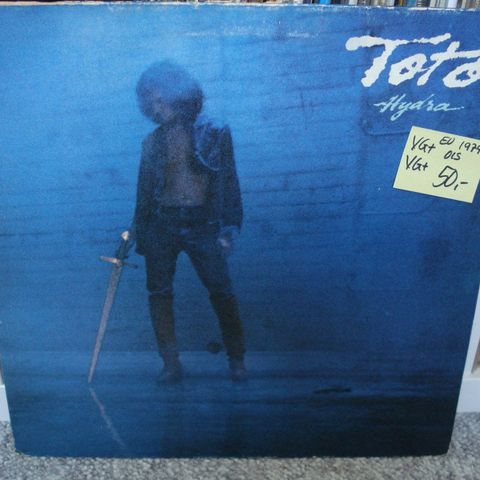 Toto
Hydra
VG+ EU 1979
VG+ OIS
50,-